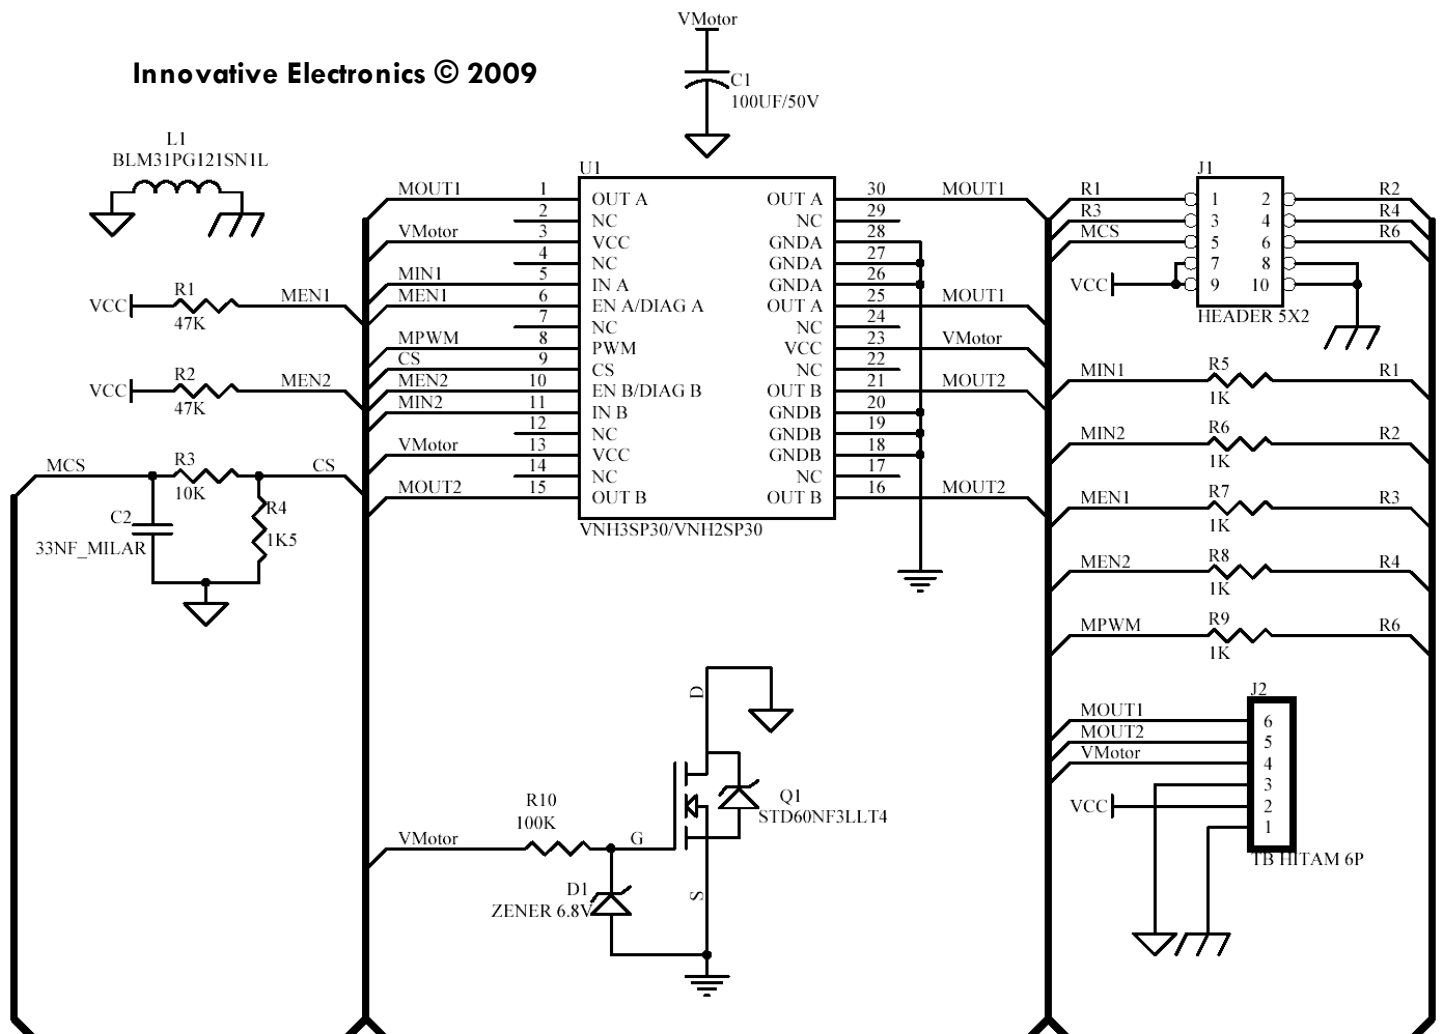 VMotor
Innovative Electronics © 2009
C1
100UF/50V
L1
BLM31PG121SN1L
U1
MOUT1 1 OUT A OUT A 30 MOUT1
2 NC NC 29
VMotor 3 VCC GNDA 28
4 NC GNDA 27
MIN1 5 IN A GNDA 26
MEN1 6 EN A/DIAG A OUT A 25 MOUT1
7 NC NC 24
MPWM 8 PWM VCC 23 VMotor
CS 9 CS NC 22
MEN2 10 EN B/DIAG B OUT B 21 MOUT2
MIN2 11 IN B GNDB 20
12 NC GNDB 19
VMotor 13 VCC GNDB 18
14 NC NC 17
MOUT2 15 OUT B OUT B 16 MOUT2
VNH3SP30/VNH2SP30
J1
R1 1 2 R2
R3 3 4 R4
MCS 5 6 R6
7 8
VCC 9 10
HEADER 5X2
VCC R1 MEN1
47K
VCC R2 MEN2
47K
MCS R3 CS
10K
C2 R4
33NF_MILAR 1K5
MIN1 R5 R1
1K
MIN2 R6 R2
1K
MEN1 R7 R3
1K
MEN2 R8 R4
1K
MPWM R9 R6
1K
J2
MOUT1 6
MOUT2 5
VMotor 4
3
VCC 2
1
TB HITAM 6P
D
Q1
STD60NF3LLT4
R10
100K
VMotor G
D1
ZENER 6.8V
S